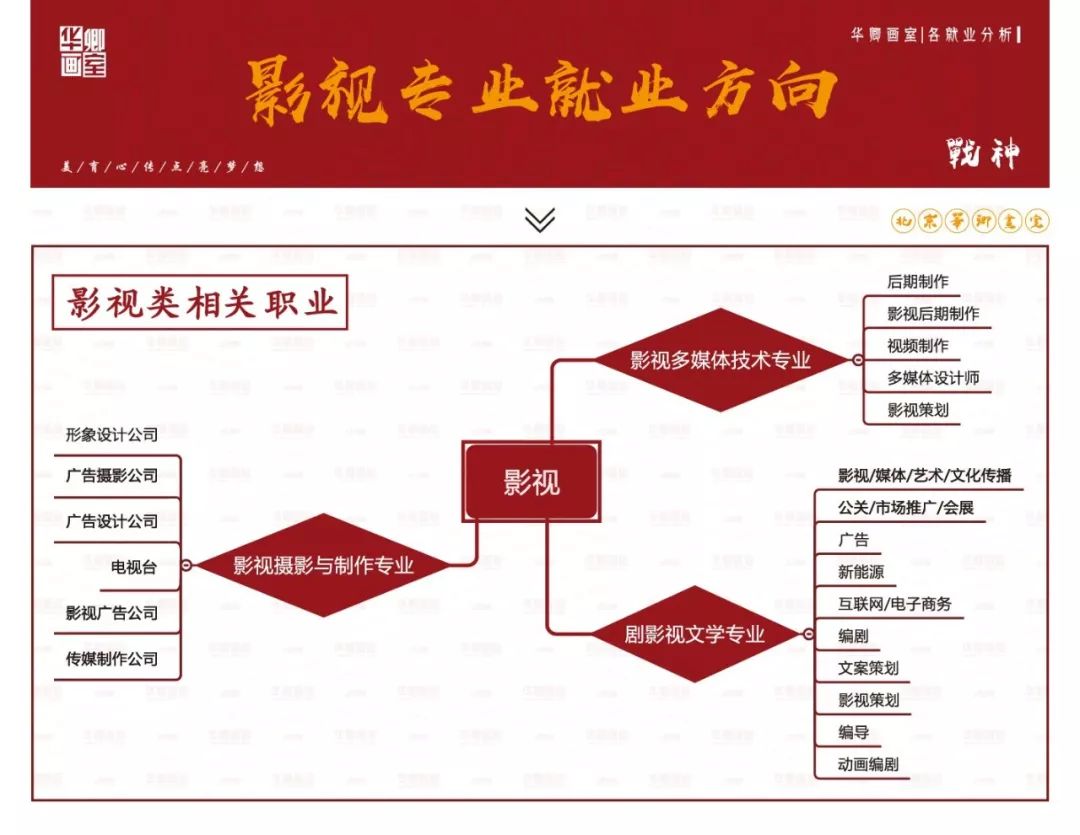 华卿
画室
华卿画室|各就业分析
影视专业就业方向
美/育/心/传/点/亮/梦/想
戰神
北京华卿画室
影视类相关职业
影视
影视多媒体技术专业
后期制作
影视后期制作
视频制作
多媒体设计师
影视策划
影视摄影与制作专业
形象设计公司
广告摄影公司
广告设计公司
电视台
影视广告公司
传媒制作公司
剧影视文学专业
影视/媒体/艺术/文化传播
公关/市场推广/会展
广告
新能源
互联网/电子商务
编剧
文案策划
影视策划
编导
动画编剧